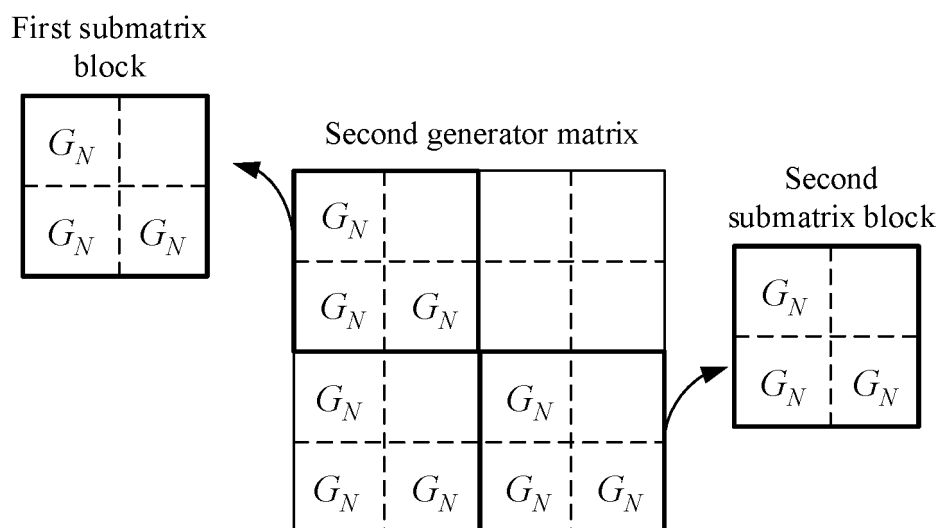 First submatrix
block
G_N
G_N G_N
Second generator matrix
G_N
G_N G_N
G_N G_N
G_N G_N G_N G_N
Second
submatrix block
G_N
G_N G_N